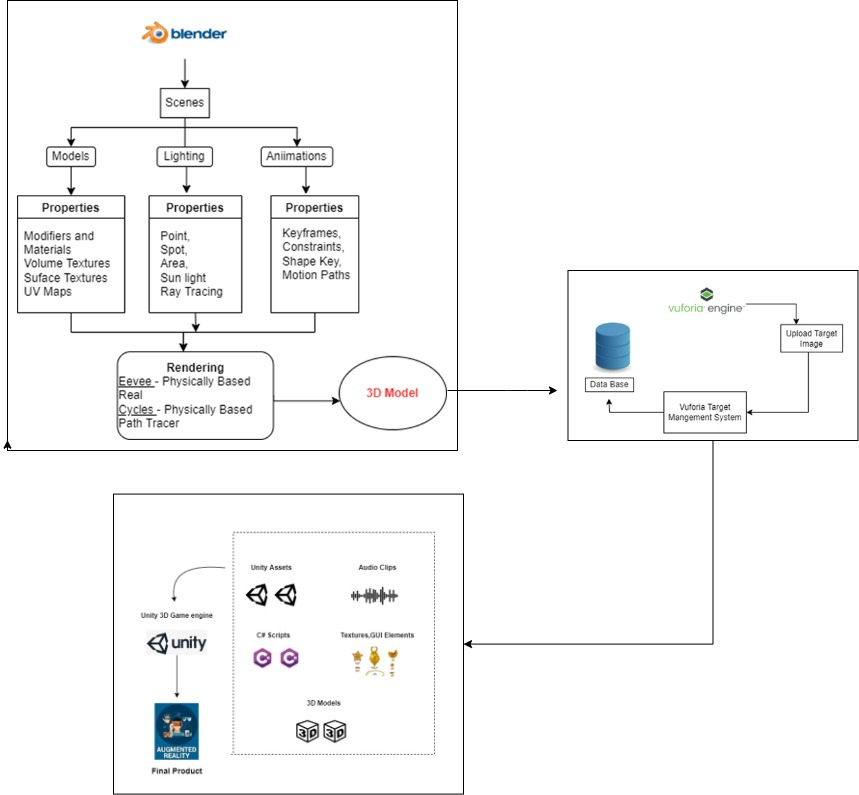 blender
Scenes
Models
Lighting
Aniimations
Properties
Modifiers and
Materials
Volume Textures
Suface Textures
UV Maps
Properties
Point,
Spot,
Area,
Sun light
Ray Tracing
Properties
Keyframes,
Constraints,
Shape Key,
Motion Paths
Rendering
Eevee - Physically Based
Real
Cycles - Physically Based
Path Tracer
3D Model
vuforia engine
Upload Target
Image
Data Base
Vuforia Target
Mangement System
Unity Assets
Audio Clips
Unity 3D Game engine
unity
C# Scripts
Textures,GUI Elements
3D Models
3D 3D
AUGMENTED
REALITY
Final Product